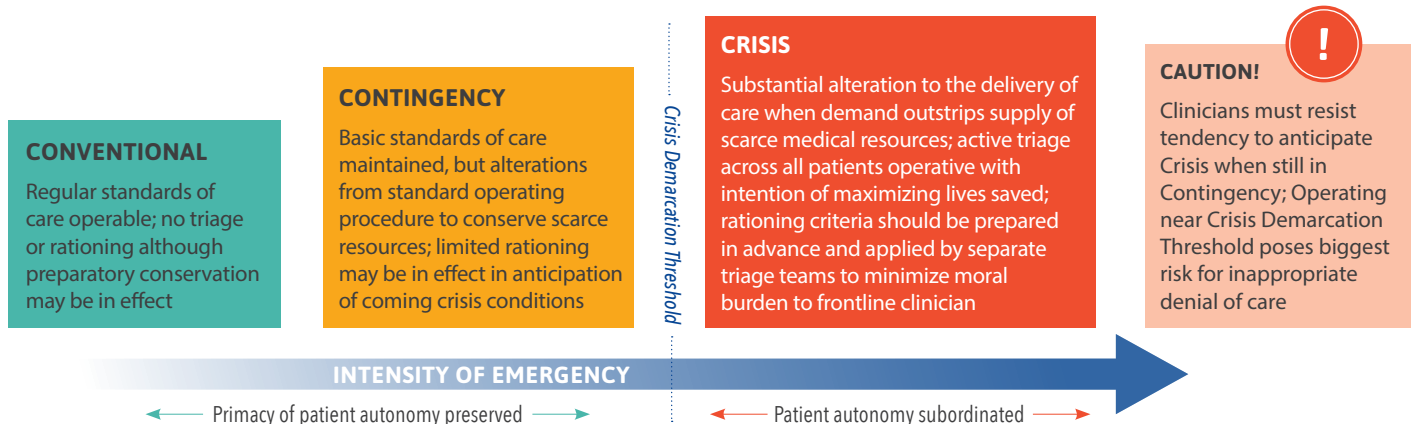 CONVENTIONAL
Regular standards of
care operable; no triage
or rationing although
preparatory conservation
may be in effect
CONTINGENCY
Basic standards of care
maintained, but alterations
from standard operating
procedure to conserve scarce
resources; limited rationing
may be in effect in anticipation
of coming crisis conditions
Crisis Demarcation Threshold
CRISIS
Substantial alteration to the delivery of
care when demand outstrips supply of
scarce medical resources; active triage
across all patients operative with
intention of maximizing lives saved;
rationing criteria should be prepared
in advance and applied by separate
triage teams to minimize moral
burden to frontline clinician
!
CAUTION!
Clinicians must resist
tendency to anticipate
Crisis when still in
Contingency; Operating
near Crisis Demarcation
Threshold poses biggest
risk for inappropriate
denial of care
INTENSITY OF EMERGENCY
Primacy of patient autonomy preserved
Patient autonomy subordinated